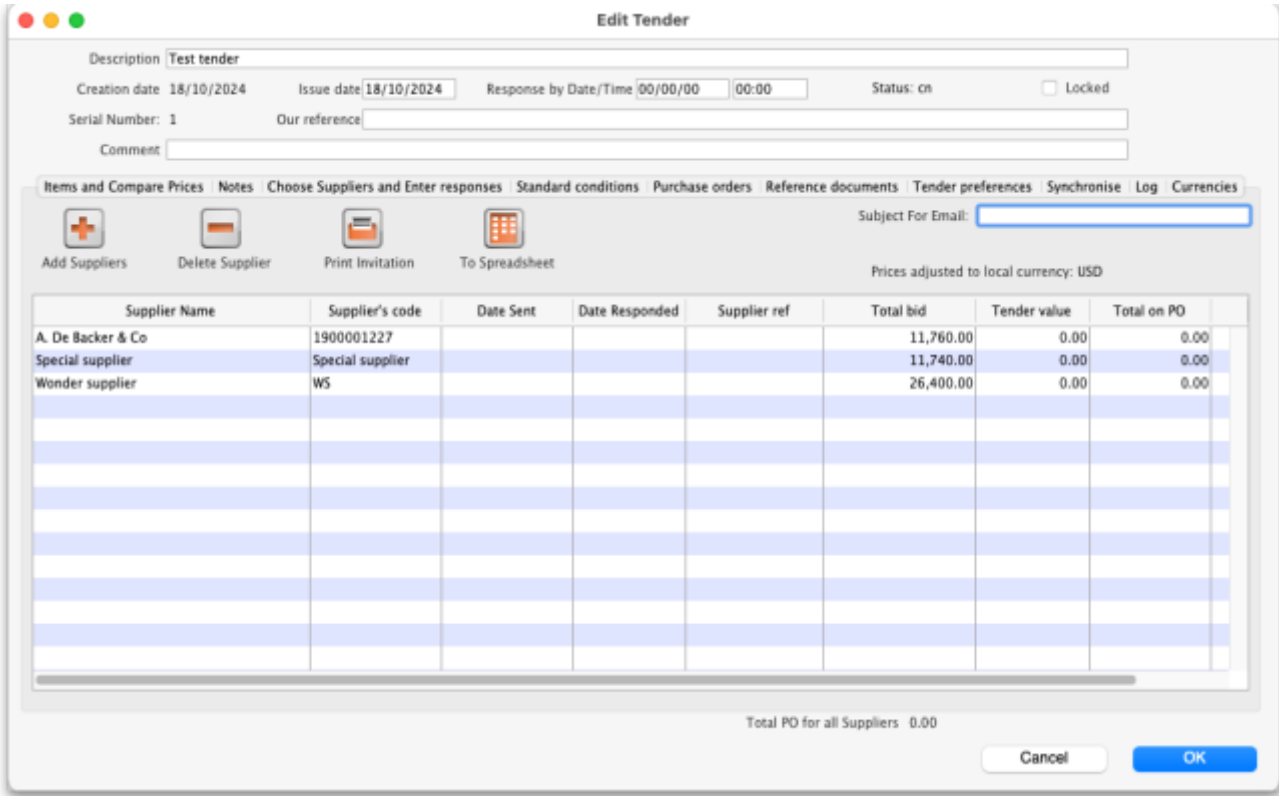 Edit Tender
Description Test tender
Creation date 18/10/2024 Issue date 18/10/2024 Response by Date/Time 00/00/00 00:00 Status: cn Locked
Serial Number: 1 Our reference
Comment
Items and Compare Prices Notes Choose Suppliers and Enter responses Standard conditions Purchase orders Reference documents Tender preferences Synchronise Log Currencies
Subject For Email:
Add Suppliers Delete Supplier Print Invitation To Spreadsheet
Prices adjusted to local currency: USD
Supplier Name Supplier's code Date Sent Date Responded Supplier ref Total bid Tender value Total on PO
A. De Backer & Co 1900001227 11,760.00 0.00 0.00
Special supplier Special supplier 11,740.00 0.00 0.00
Wonder supplier WS 26,400.00 0.00 0.00
Total PO for all Suppliers 0.00
Cancel OK